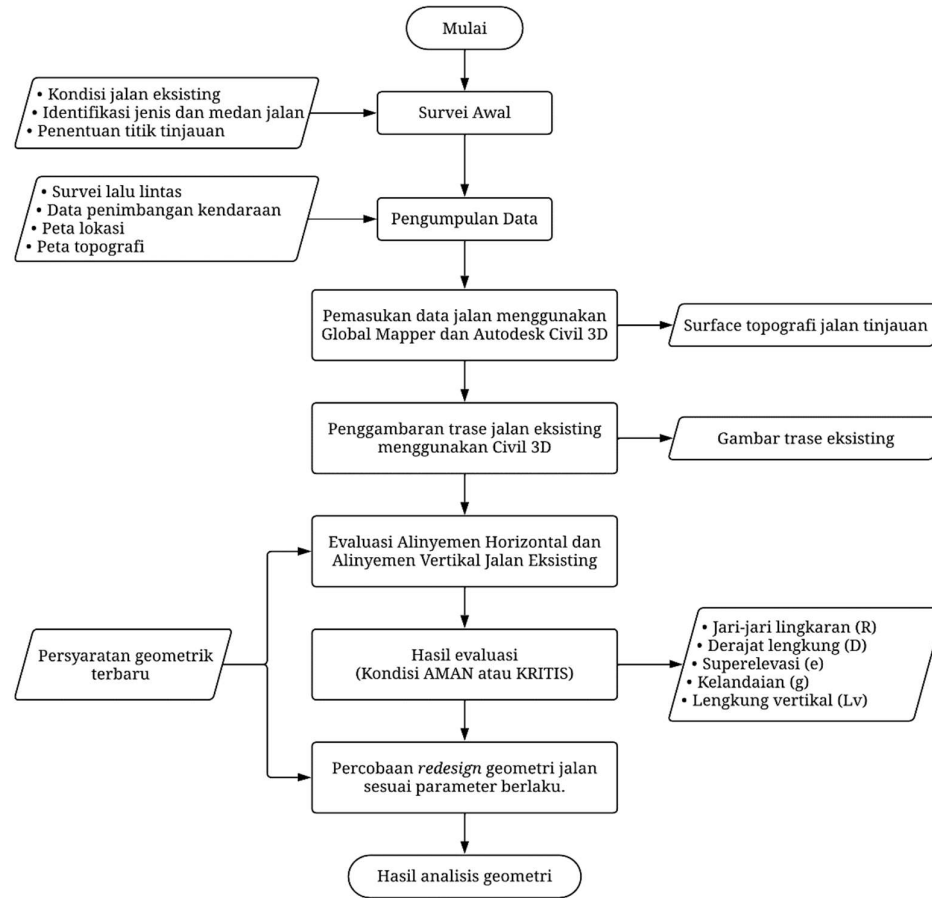 Mulai
• Kondisi jalan eksisting
• Identifikasi jenis dan medan jalan
• Penentuan titik tinjauan
Survei Awal
• Survei lalu lintas
• Data penimbangan kendaraan
• Peta lokasi
• Peta topografi
Pengumpulan Data
Pemasukan data jalan menggunakan
Global Mapper dan Autodesk Civil 3D
Surface topografi jalan tinjauan
Penggambaran trase jalan eksisting
menggunakan Civil 3D
Gambar trase eksisting
Evaluasi Alinyemen Horizontal dan
Alinyemen Vertikal Jalan Eksisting
Persyaratan geometrik
terbaru
Hasil evaluasi
(Kondisi AMAN atau KRITIS)
• Jari-jari lingkaran (R)
• Derajat lengkung (D)
• Superelevasi (e)
• Kelandaian (g)
• Lengkung vertikal (Lv)
Percobaan redesign geometri jalan
sesuai parameter berlaku.
Hasil analisis geometri